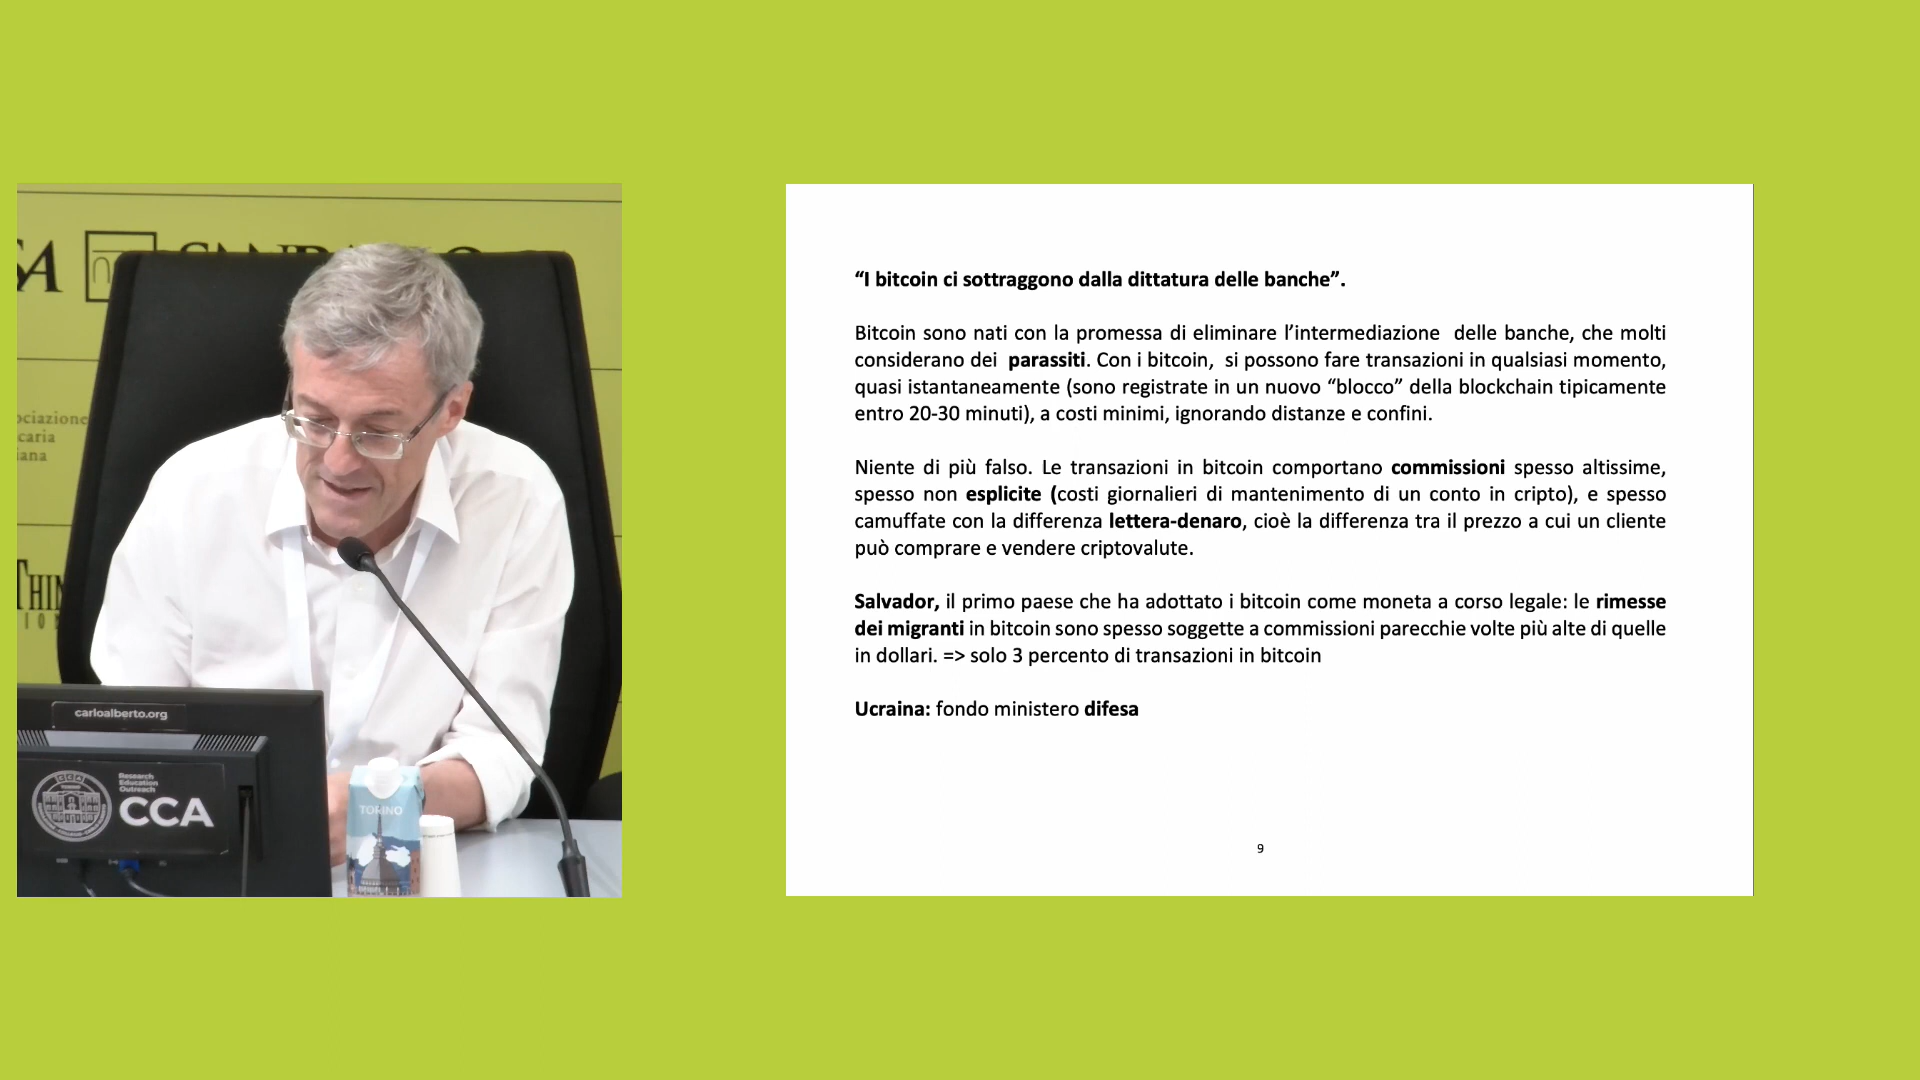 SA
SANPAOLO
ociazione
caria
iana
THIN
carloalberto.org
Research
Education
Outreach
CCA
TORINO
“I bitcoin ci sottraggono dalla dittatura delle banche”.
Bitcoin sono nati con la promessa di eliminare l’intermediazione delle banche, che molti
considerano dei parassiti. Con i bitcoin, si possono fare transazioni in qualsiasi momento,
quasi istantaneamente (sono registrate in un nuovo “blocco” della blockchain tipicamente
entro 20-30 minuti), a costi minimi, ignorando distanze e confini.
Niente di più falso. Le transazioni in bitcoin comportano commissioni spesso altissime,
spesso non esplicite (costi giornalieri di mantenimento di un conto in cripto), e spesso
camuffate con la differenza lettera-denaro, cioè la differenza tra il prezzo a cui un cliente
può comprare e vendere criptovalute.
Salvador, il primo paese che ha adottato i bitcoin come moneta a corso legale: le rimesse
dei migranti in bitcoin sono spesso soggette a commissioni parecchie volte più alte di quelle
in dollari. => solo 3 percento di transazioni in bitcoin
Ucraina: fondo ministero difesa
9